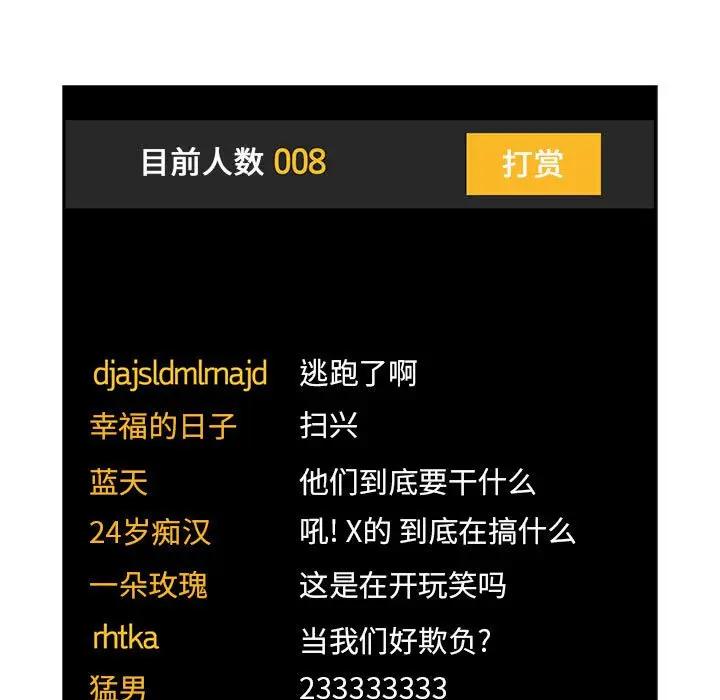 目前人数 008 打赏
djajsldmlmajd 逃跑了啊
幸福的日子 扫兴
蓝天 他们到底要干什么
24岁痴汉 吼! X的 到底在搞什么
一朵玫瑰 这是在开玩笑吗
rhtka 当我们好欺负?
猛男 233333333